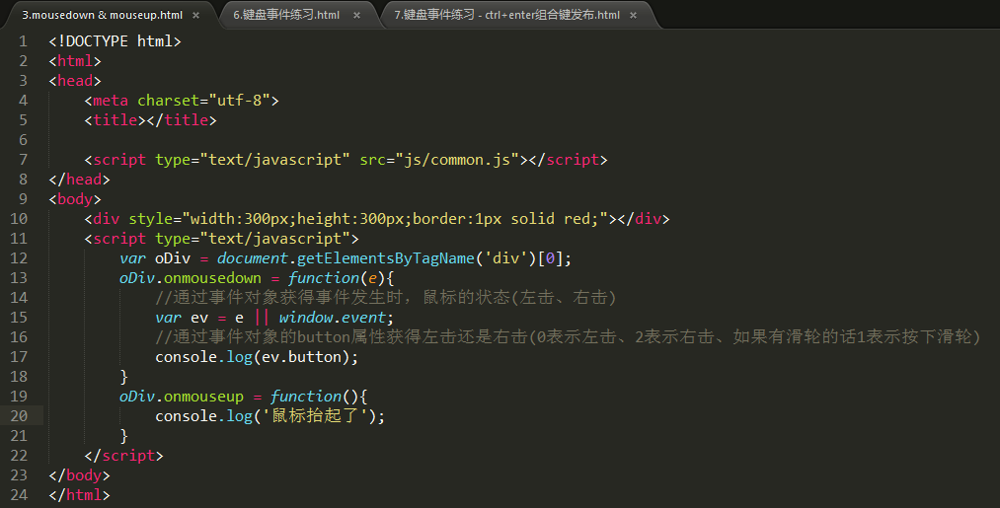 3.mousedown & mouseup.html × 6.键盘事件练习.html × 7.键盘事件练习 - ctrl+enter组合键发布.html ×
1 <!DOCTYPE html>
2 <html>
3 <head>
4     <meta charset="utf-8">
5     <title></title>
6
7     <script type="text/javascript" src="js/common.js"></script>
8 </head>
9 <body>
10     <div style="width:300px;height:300px;border:1px solid red;"></div>
11     <script type="text/javascript">
12         var oDiv = document.getElementsByTagName('div')[0];
13         oDiv.onmousedown = function(e){
14             //通过事件对象获得事件发生时，鼠标的状态(左击、右击)
15             var ev = e || window.event;
16             //通过事件对象的button属性获得左击还是右击(0表示左击、2表示右击、如果有滑轮的话1表示按下滑轮)
17             console.log(ev.button);
18         }
19         oDiv.onmouseup = function(){
20             console.log('鼠标抬起了');
21         }
22     </script>
23 </body>
24 </html>